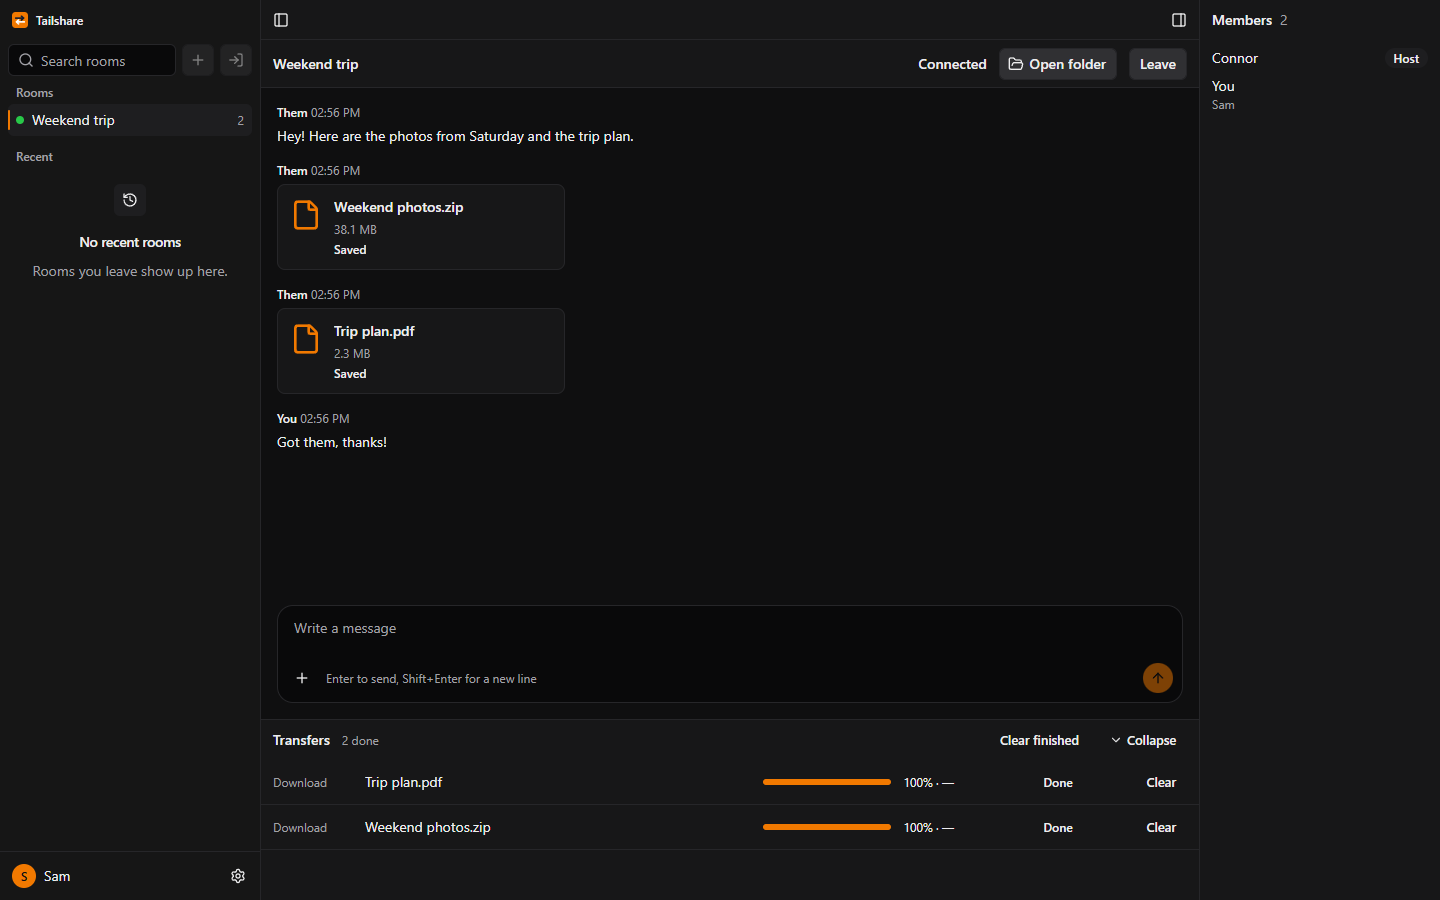 Tailshare
Search rooms
Rooms
Weekend trip 2
Recent
No recent rooms
Rooms you leave show up here.
S Sam
Weekend trip
Connected Open folder Leave
Them 02:56 PM
Hey! Here are the photos from Saturday and the trip plan.
Them 02:56 PM
Weekend photos.zip
38.1 MB
Saved
Them 02:56 PM
Trip plan.pdf
2.3 MB
Saved
You 02:56 PM
Got them, thanks!
Write a message
Enter to send, Shift+Enter for a new line
Transfers 2 done Clear finished Collapse
Download Trip plan.pdf 100% · — Done Clear
Download Weekend photos.zip 100% · — Done Clear
Members 2
Connor Host
You
Sam